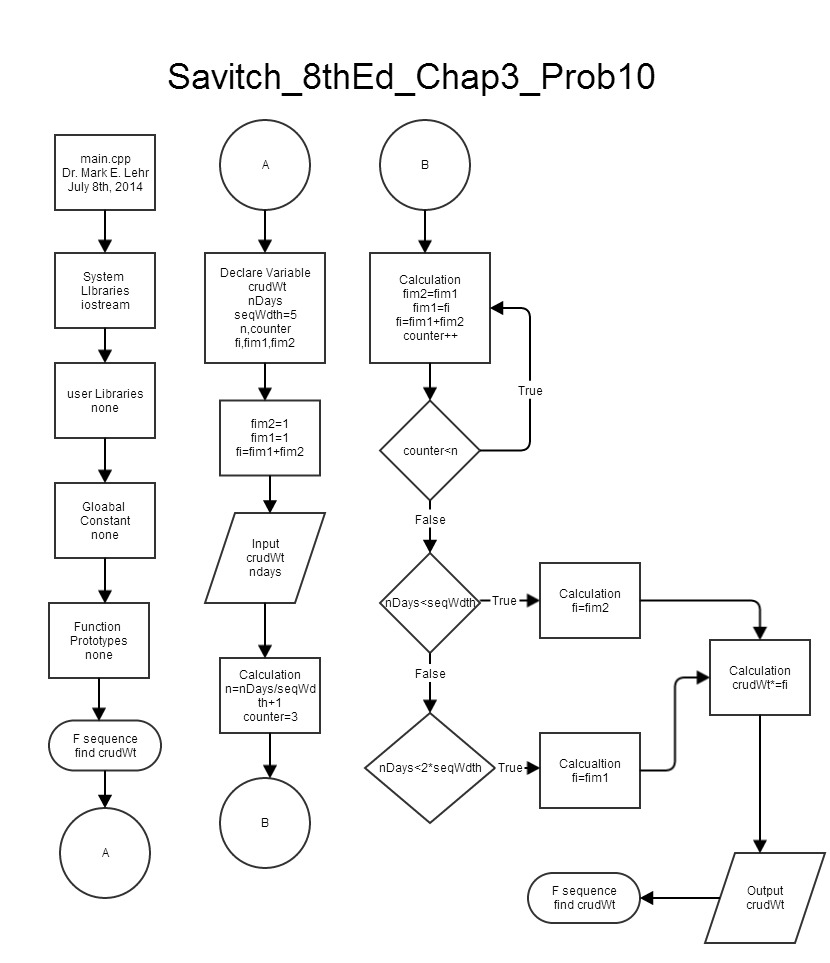 Savitch_8thEd_Chap3_Prob10
main.cpp
Dr. Mark E. Lehr
July 8th, 2014
System
LIbraries
iostream
user Libraries
none
Gloabal
Constant
none
Function
Prototypes
none
F sequence
find crudWt
A
A
Declare Variable
crudWt
nDays
seqWdth=5
n,counter
fi,fim1,fim2
fim2=1
fim1=1
fi=fim1+fim2
Input
crudWt
ndays
Calculation
n=nDays/seqWd
th+1
counter=3
B
B
Calculation
fim2=fim1
fim1=fi
fi=fim1+fim2
counter++
True
counter<n
False
nDays<seqWdth
True
Calculation
fi=fim2
False
nDays<2*seqWdth
True
Calcualtion
fi=fim1
Calculation
crudWt*=fi
Output
crudWt
F sequence
find crudWt